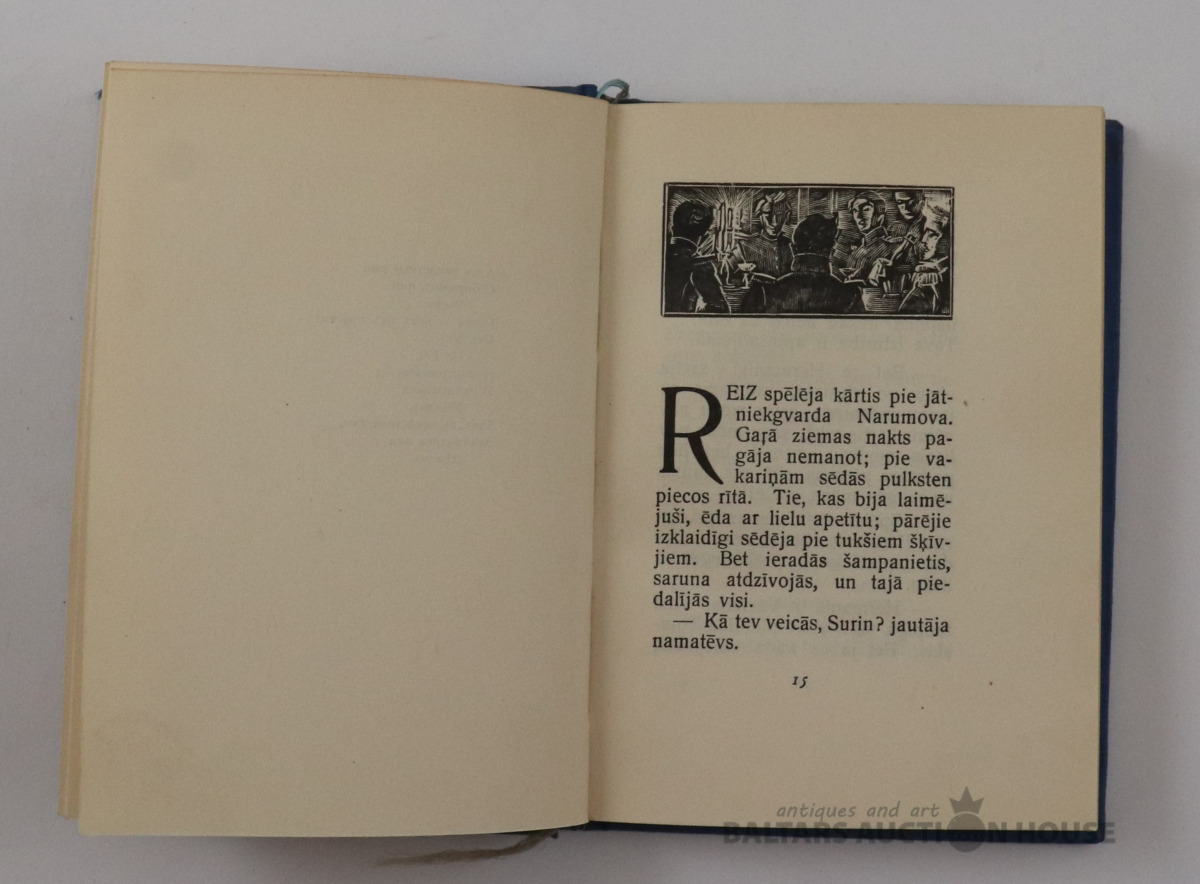 REIZ spēlēja kārtis pie jāt-
niekgvarda Narumova.
Gaŗā ziemas nakts pa-
gāja nemanot; pie va-
kariņām sēdās pulksten
piecos rītā. Tie, kas bija laimē-
juši, ēda ar lielu apetītu; pārējie
izklaidīgi sēdēja pie tukšiem šķīv-
jiem. Bet ieradās šampanietis,
saruna atdzīvojās, un tajā pie-
dalījās visi.
— Kā tev veicās, Surin? jautāja
namatēvs.
15
antiques and art
BALTARS AUCTION HOUSE